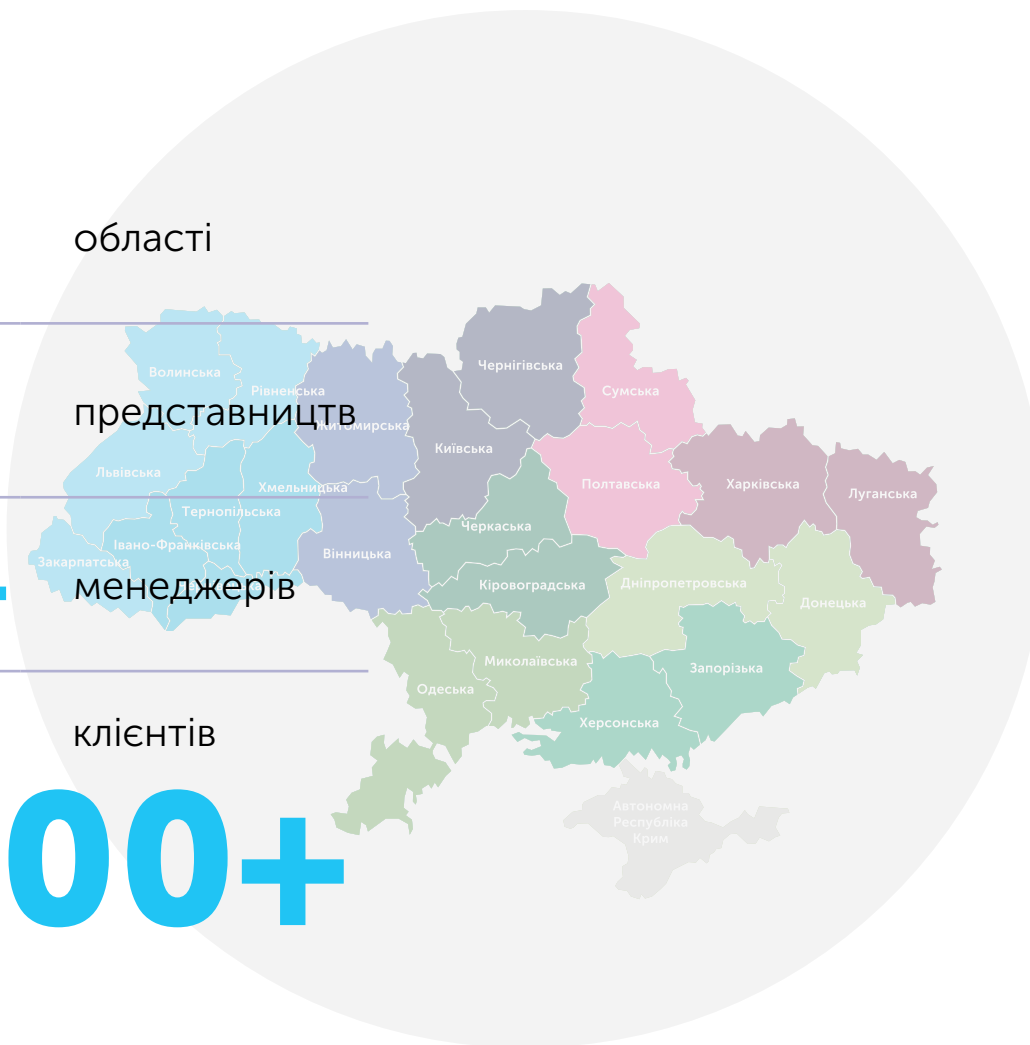 області
представництв
менеджерів
клієнтів
00+
Волинська
Рівненська
Житомирська
Чернігівська
Сумська
Київська
Львівська
Хмельницька
Тернопільська
Полтавська
Харківська
Луганська
Черкаська
Івано-Франківська
Закарпатська
Вінницька
Кіровоградська
Дніпропетровська
Донецька
Миколаївська
Одеська
Запорізька
Херсонська
Автономна
Республіка
Крим